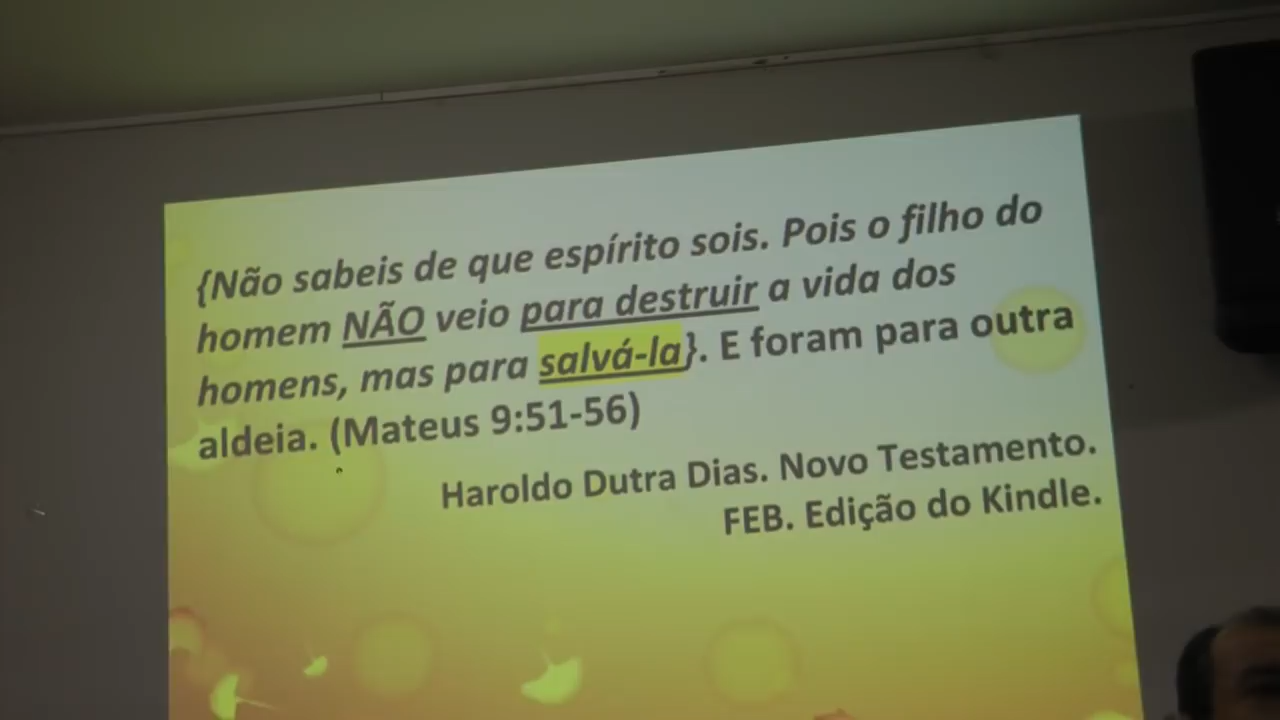 {Não sabeis de que espírito sois. Pois o filho do
homem NÃO veio para destruir a vida dos
homens, mas para salvá-la}. E foram para outra
aldeia. (Mateus 9:51-56)
Haroldo Dutra Dias. Novo Testamento.
FEB. Edição do Kindle.